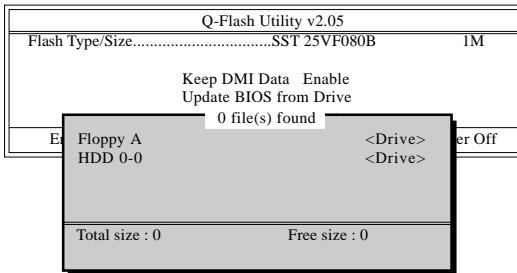 Q-Flash Utility v2.05
Flash Type/Size.................................SST 25VF080B 1M
Keep DMI Data Enable
Update BIOS from Drive
0 file(s) found
Floppy A <Drive>
HDD 0-0 <Drive>
Off
Total size : 0 Free size : 0